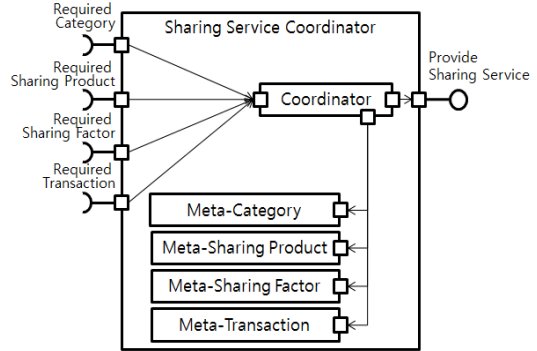 Required
Category
Sharing Service Coordinator
Required
Sharing Product
Provide
Sharing Service
Coordinator
Required
Sharing Factor
Required
Transaction
Meta-Category
Meta-Sharing Product
Meta-Sharing Factor
Meta-Transaction